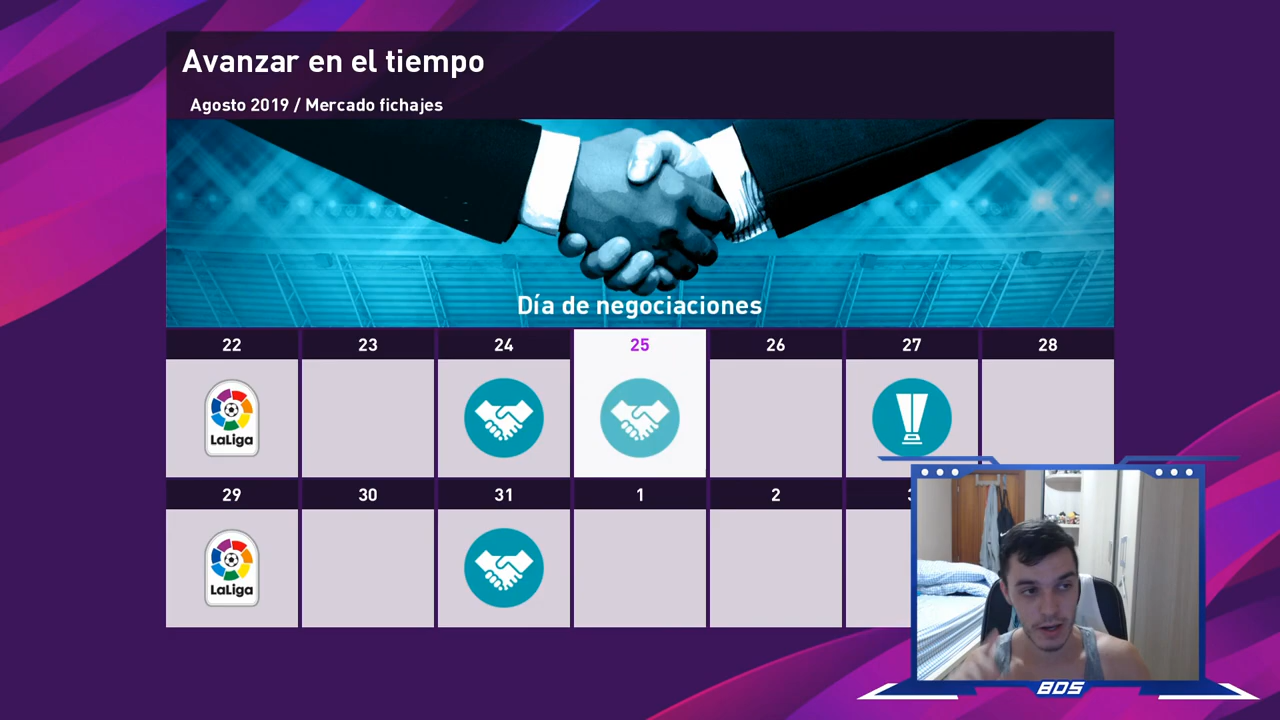 Avanzar en el tiempo
Agosto 2019 / Mercado fichajes
Día de negociaciones
22 23 24 25 26 27 28
LaLiga
29 30 31 1 2
LaLiga
BDS